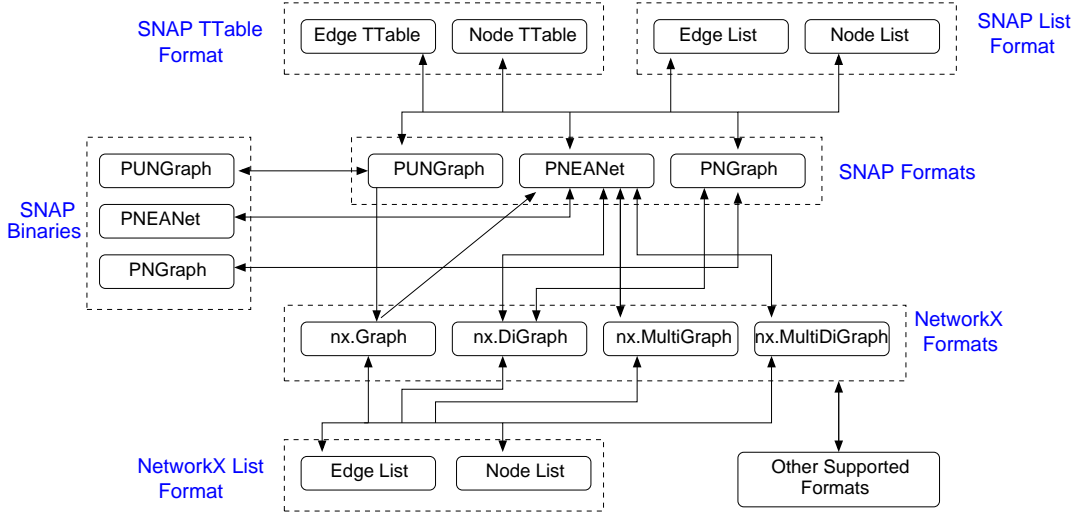 SNAP TTable
Format
Edge TTable
Node TTable
Edge List
Node List
SNAP List
Format
PUNGraph
PNEANet
PNGraph
SNAP
Binaries
PUNGraph
PNEANet
PNGraph
SNAP Formats
nx.Graph
nx.DiGraph
nx.MultiGraph
nx.MultiDiGraph
NetworkX
Formats
NetworkX List
Format
Edge List
Node List
Other Supported
Formats